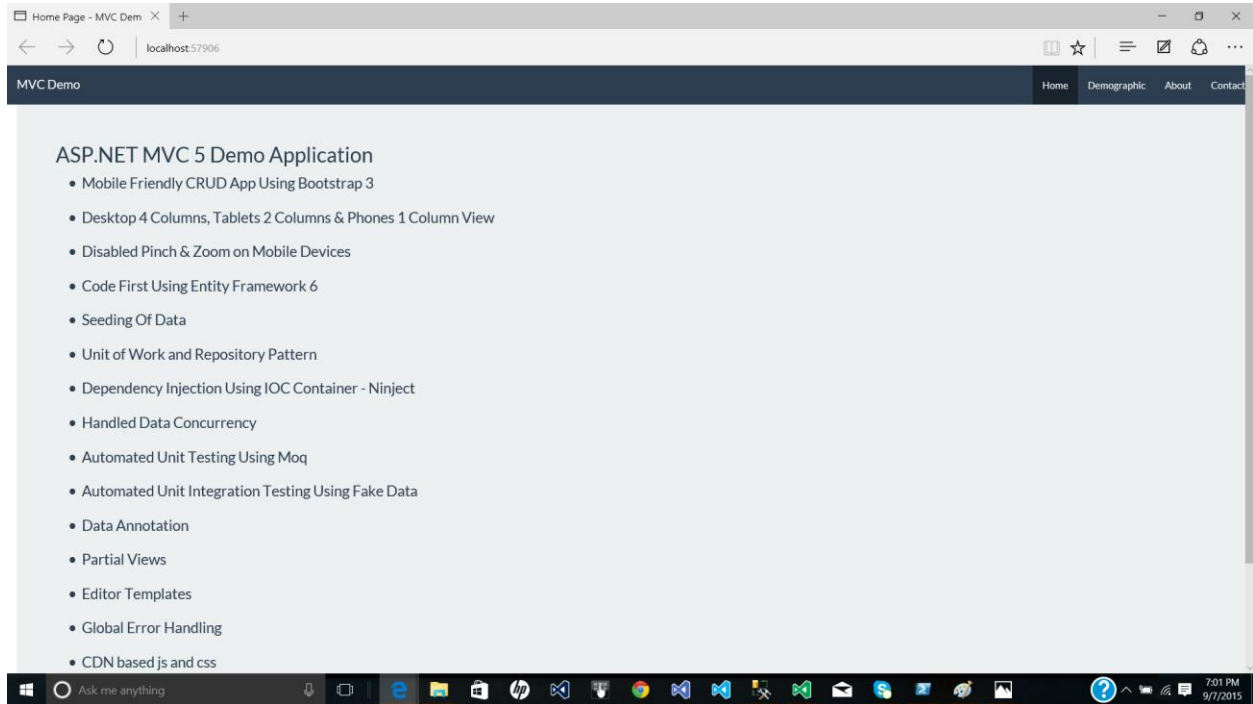 Home Page - MVC Dem
localhost:57906
MVC Demo
Home Demographic About Contact
ASP.NET MVC 5 Demo Application
• Mobile Friendly CRUD App Using Bootstrap 3
• Desktop 4 Columns, Tablets 2 Columns & Phones 1 Column View
• Disabled Pinch & Zoom on Mobile Devices
• Code First Using Entity Framework 6
• Seeding Of Data
• Unit of Work and Repository Pattern
• Dependency Injection Using IOC Container - Ninject
• Handled Data Concurrency
• Automated Unit Testing Using Moq
• Automated Unit Integration Testing Using Fake Data
• Data Annotation
• Partial Views
• Editor Templates
• Global Error Handling
• CDN based js and css
Ask me anything
7:01 PM
9/7/2015